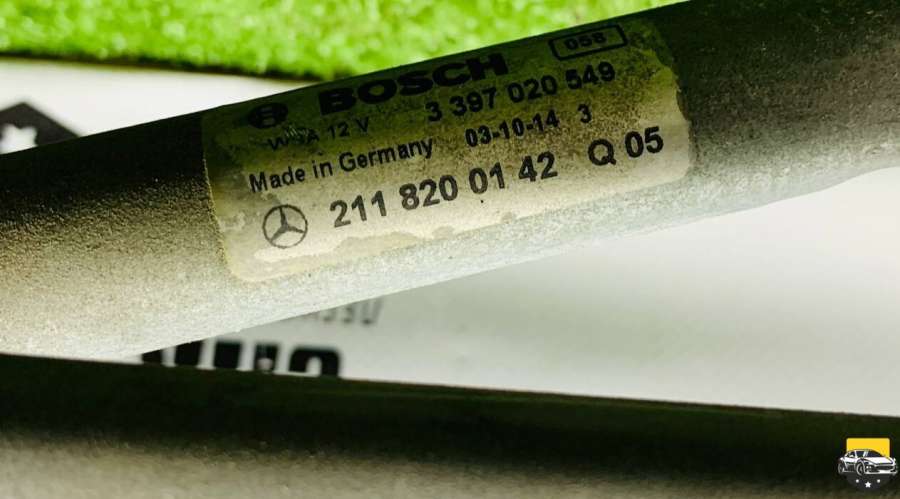 058
BOSCH
3 397 020 549
12 V
03-10-14 3
Made in Germany
211 820 01 42 Q 05